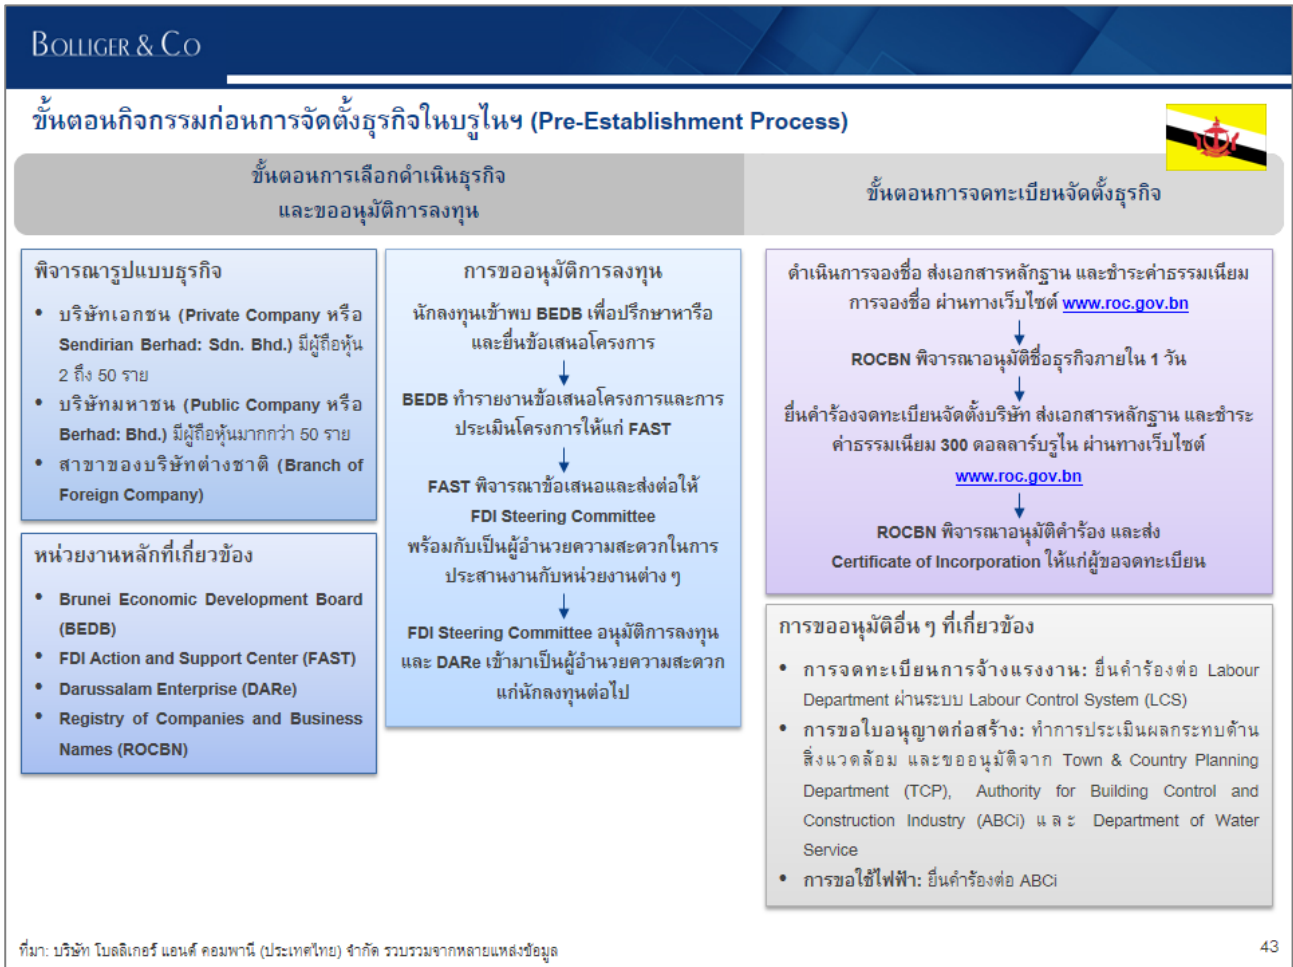 BOLLIGER & CO
ขั้นตอนกิจกรรมก่อนการจัดตั้งธุรกิจในบรูไนฯ (Pre-Establishment Process)
ขั้นตอนการเลือกดำเนินธุรกิจ
และขออนุมัติการลงทุน
ขั้นตอนการจดทะเบียนจัดตั้งธุรกิจ
พิจารณารูปแบบธุรกิจ
• บริษัทเอกชน (Private Company หรือ
Sendirian Berhad: Sdn. Bhd.) มีผู้ถือหุ้น
2 ถึง 50 ราย
• บริษัทมหาชน (Public Company หรือ
Berhad: Bhd.) มีผู้ถือหุ้นมากกว่า 50 ราย
• สาขาของบริษัทต่างชาติ (Branch of
Foreign Company)
หน่วยงานหลักที่เกี่ยวข้อง
• Brunei Economic Development Board
(BEDB)
• FDI Action and Support Center (FAST)
• Darussalam Enterprise (DARe)
• Registry of Companies and Business
Names (ROCBN)
การขออนุมัติการลงทุน
นักลงทุนเข้าพบ BEDB เพื่อปรึกษาหารือ
และยื่นข้อเสนอโครงการ
BEDB ทำรายงานข้อเสนอโครงการและการ
ประเมินโครงการให้แก่ FAST
FAST พิจารณาข้อเสนอและส่งต่อให้
FDI Steering Committee
พร้อมกับเป็นผู้อำนวยความสะดวกในการ
ประสานงานกับหน่วยงานต่าง ๆ
FDI Steering Committee อนุมัติการลงทุน
และ DARe เข้ามาเป็นผู้อำนวยความสะดวก
แก่นักลงทุนต่อไป
ดำเนินการจองชื่อ ส่งเอกสารหลักฐาน และชำระค่าธรรมเนียม
การจองชื่อ ผ่านทางเว็บไซต์ www.roc.gov.bn
ROCBN พิจารณาอนุมัติชื่อธุรกิจภายใน 1 วัน
ยื่นคำร้องจดทะเบียนจัดตั้งบริษัท ส่งเอกสารหลักฐาน และชำระ
ค่าธรรมเนียม 300 ดอลลาร์บรูไน ผ่านทางเว็บไซต์
www.roc.gov.bn
ROCBN พิจารณาอนุมัติคำร้อง และส่ง
Certificate of Incorporation ให้แก่ผู้ขอจดทะเบียน
การขออนุมัติอื่น ๆ ที่เกี่ยวข้อง
• การจดทะเบียนการจ้างแรงงาน: ยื่นคำร้องต่อ Labour
Department ผ่านระบบ Labour Control System (LCS)
• การขอใบอนุญาตก่อสร้าง: ทำการประเมินผลกระทบด้าน
สิ่งแวดล้อม และขออนุมัติจาก Town & Country Planning
Department (TCP), Authority for Building Control and
Construction Industry (ABCi) และ Department of Water
Service
• การขอใช้ไฟฟ้า: ยื่นคำร้องต่อ ABCi
ที่มา: บริษัท โบลลิเกอร์ แอนด์ คอมพานี (ประเทศไทย) จำกัด รวบรวมจากหลายแหล่งข้อมูล
43